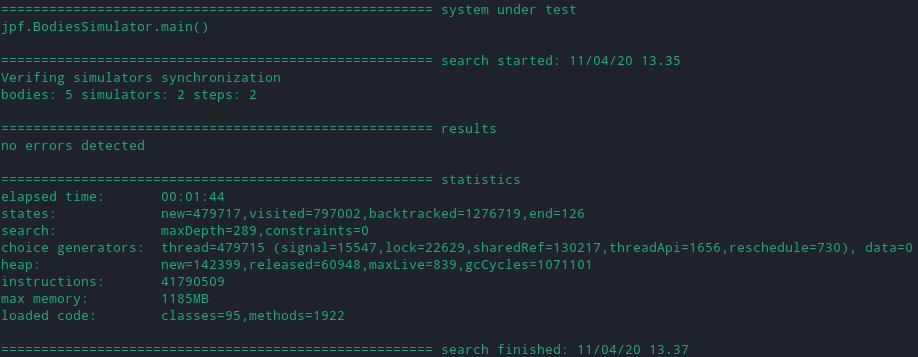 ====================================================== system under test
jpf.BodiesSimulator.main()
====================================================== search started: 11/04/20 13.35
Verifing simulators synchronization
bodies: 5 simulators: 2 steps: 2
====================================================== results
no errors detected
====================================================== statistics
elapsed time:       00:01:44
states:             new=479717,visited=797002,backtracked=1276719,end=126
search:             maxDepth=289,constraints=0
choice generators:  thread=479715 (signal=15547,lock=22629,sharedRef=130217,threadApi=1656,reschedule=730), data=0
heap:               new=142399,released=60948,maxLive=839,gcCycles=1071101
instructions:       41790509
max memory:         1185MB
loaded code:        classes=95,methods=1922
====================================================== search finished: 11/04/20 13.37